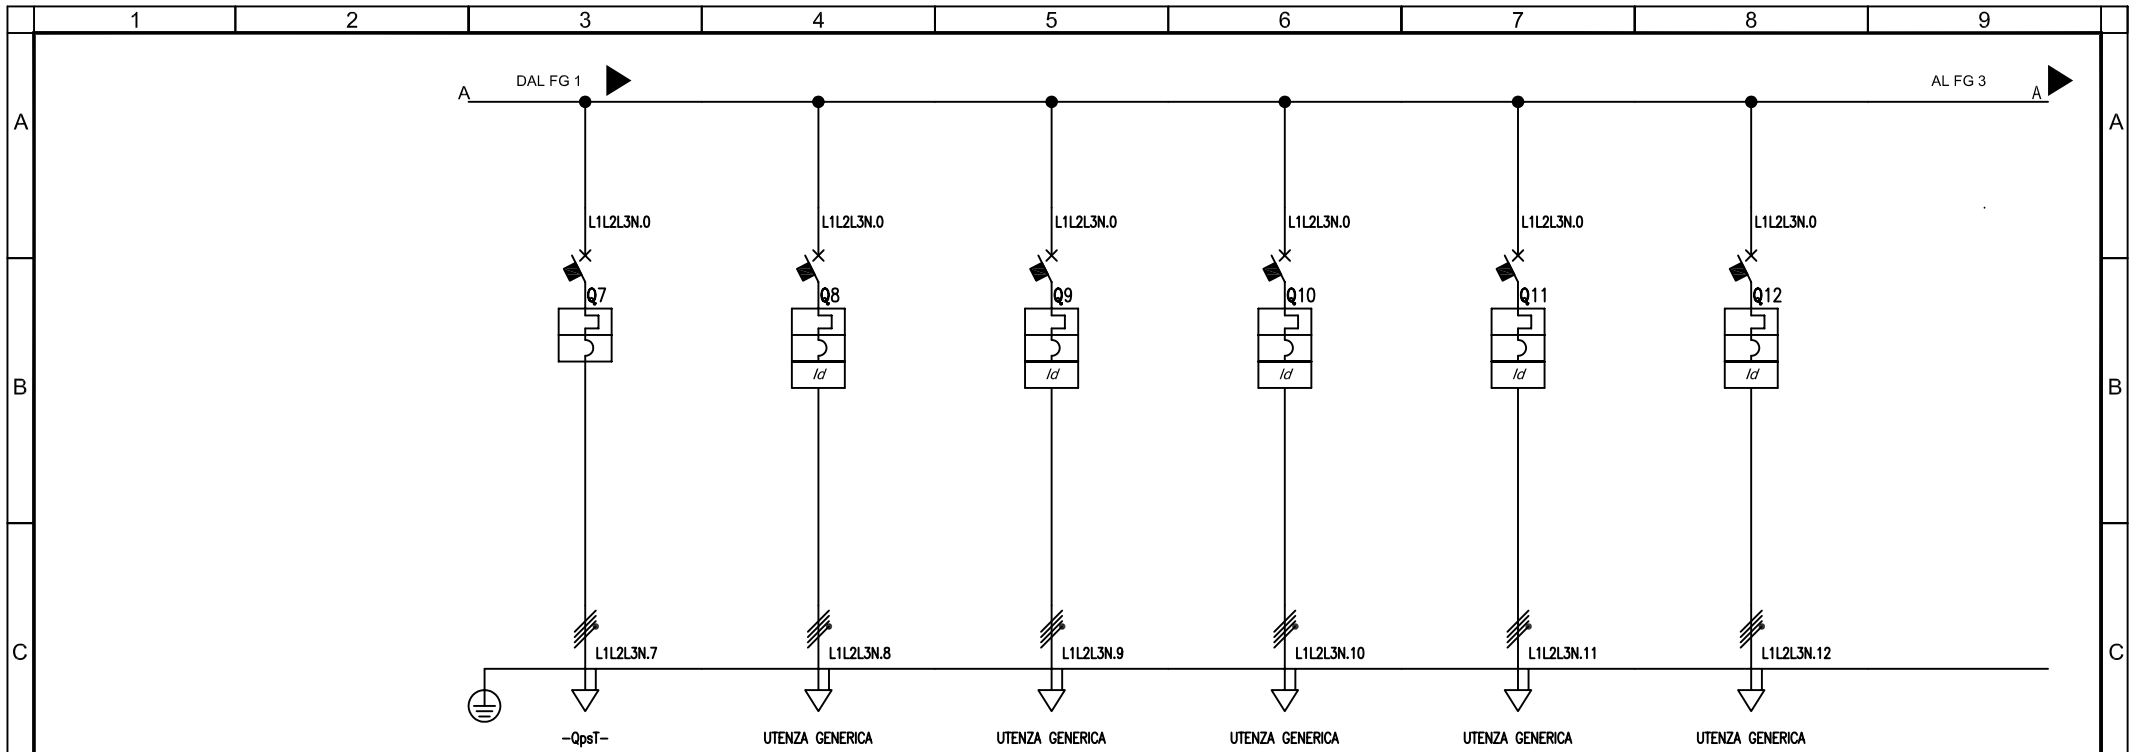 1 2 3 4 5 6 7 8 9
DAL FG 1 AL FG 3
A A
A A
L1L2L3N.0 L1L2L3N.0 L1L2L3N.0 L1L2L3N.0 L1L2L3N.0 L1L2L3N.0
Q7 Q8 Q9 Q10 Q11 Q12
Id Id Id Id Id
B B
C L1L2L3N.7 L1L2L3N.8 L1L2L3N.9 L1L2L3N.10 L1L2L3N.11 L1L2L3N.12 C
-QpsT- UTENZA GENERICA UTENZA GENERICA UTENZA GENERICA UTENZA GENERICA UTENZA GENERICA